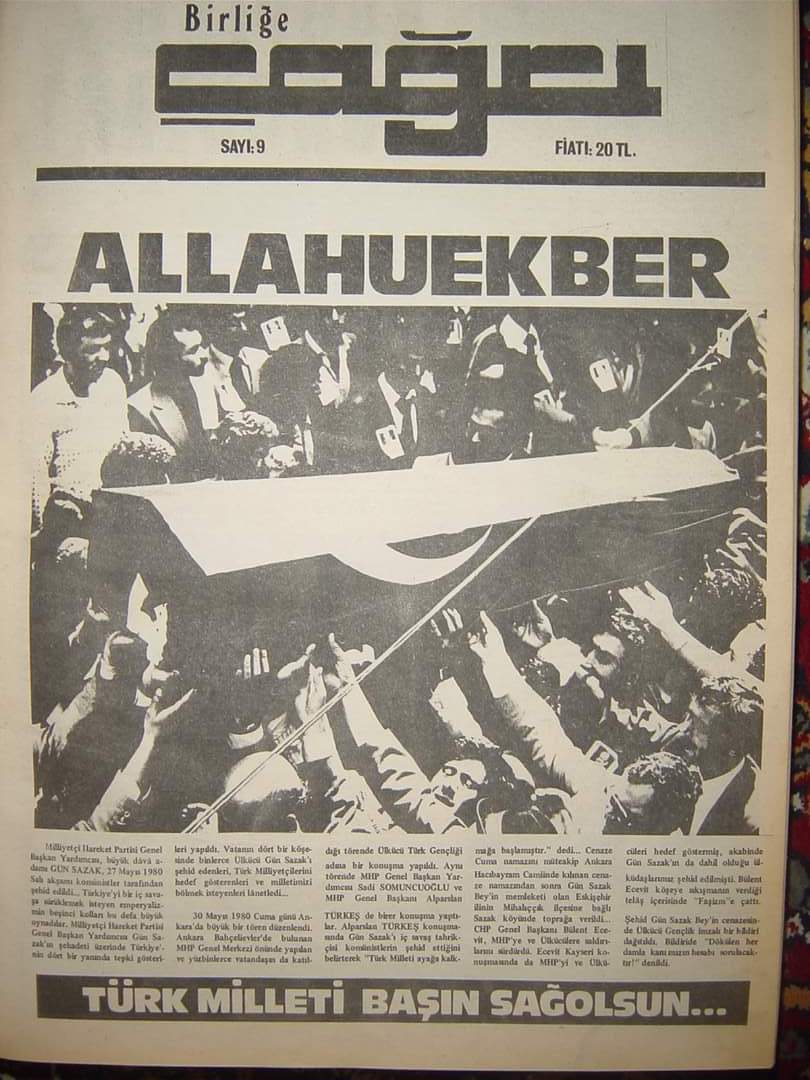 Birliğe
çağrı
SAYI: 9
FİATI: 20 TL.
ALLAHUEKBER
Milliyetçi Hareket Partisi Genel
Başkan Yardımcısı, büyük dâvâ a-
damı GÜN SAZAK, 27 Mayıs 1980
Salı akşamı komünistler tarafından
şehid edildi... Türkiye'yi bir iç sava-
şa sürüklemek isteyen emperyaliz-
min beşinci kolları bu defa büyük
oynadılar. Milliyetçi Hareket Partisi
Genel Başkan Yardımcısı Gün Sa-
zak'ın şehadeti üzerinde Türkiye'-
nin dört bir yanında tepki gösteri-
leri yapıldı. Vatanın dört bir köşe-
sinde binlerce Ülkücü Gün Sazak'ı
şehid edenleri, Türk Milliyetçilerini
hedef gösterenleri ve milletimizi
bölmek isteyenleri lânetledi...
30 Mayıs 1980 Cuma günü An-
kara'da büyük bir tören düzenlendi.
Ankara Bahçelievler'de bulunan
MHP Genel Merkezi önünde yapılan
ve yüzbinlerce vatandaşın da katıl-
dığı törende Ülkücü Türk Gençliği
adına bir konuşma yapıldı. Aynı
törende MHP Genel Başkan Yar-
dımcısı Sadi SOMUNCUOĞLU ve
MHP Genel Başkanı Alparslan
TÜRKEŞ de birer konuşma yaptı-
lar. Alparslan TÜRKEŞ konuşma-
sında Gün Sazak'ı iç savaş tahrik-
çisi komünistlerin şehid ettiğini
belirterek "Türk Milleti ayağa kalk-
mağa başlamıştır." dedi... Cenaze
Cuma namazını müteakip Ankara
Hacıbayram Camiinde kılınan cena-
ze namazından sonra Gün Sazak
Bey'in memleketi olan Eskişehir
ilinin Mihalıççık ilçesine bağlı
Sazak köyünde toprağa verildi...
CHP Genel Başkanı Bülent Ece-
vit, MHP'ye ve Ülkücülere saldırı-
larını sürdürdü. Ecevit Kayseri ko-
nuşmasında da MHP'yi ve Ülkü-
cüleri hedef göstermiş, akabinde
Gün Sazak'ın da dahil olduğu ül-
küdaşlarımız şehid edilmişti. Bülent
Ecevit köşeye sıkışmanın verdiği
telâş içerisinde "Faşizm"e çattı.
Şehid Gün Sazak Bey'in cenazesin-
de Ülkücü Gençlik imzalı bir bildiri
dağıtıldı. Bildiride "Dökülen her
damla kanımızın hesabı sorulacak-
tır!" denildi.
TÜRK MİLLETİ BAŞIN SAĞOLSUN...